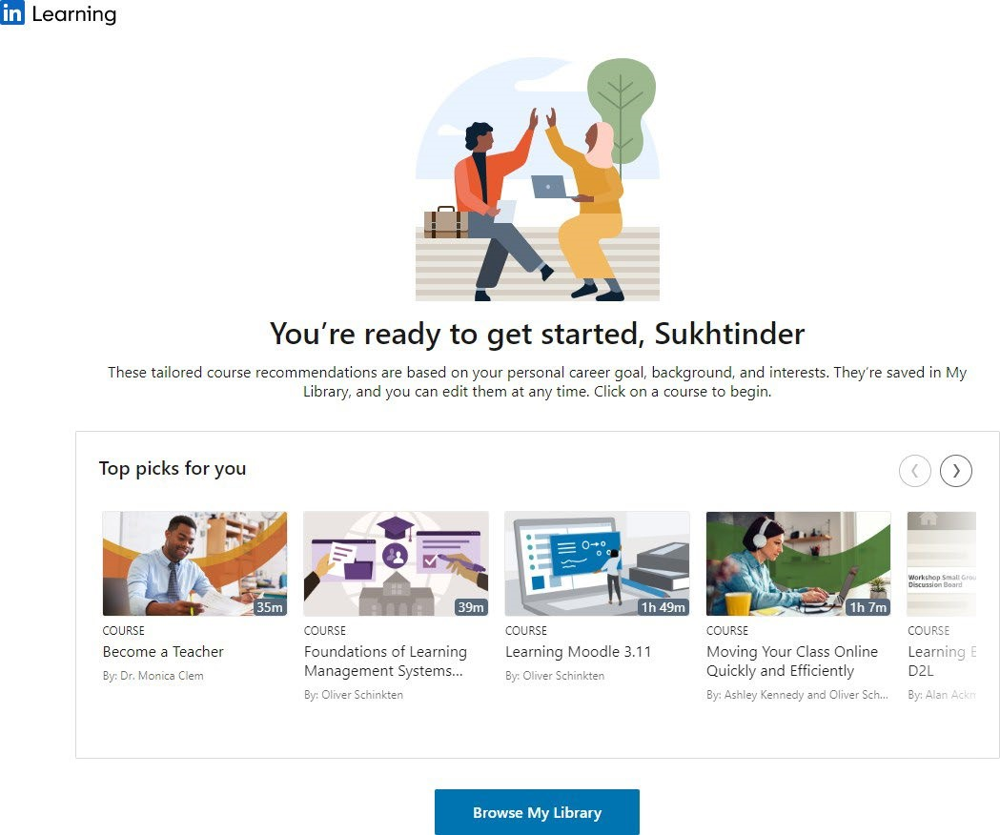 in Learning
You’re ready to get started, Sukhtinder
These tailored course recommendations are based on your personal career goal, background, and interests. They’re saved in My
Library, and you can edit them at any time. Click on a course to begin.
Top picks for you
35m
COURSE
Become a Teacher
By: Dr. Monica Clem
39m
COURSE
Foundations of Learning
Management Systems...
By: Oliver Schinkten
1h 49m
COURSE
Learning Moodle 3.11
By: Oliver Schinkten
1h 7m
COURSE
Moving Your Class Online
Quickly and Efficiently
By: Ashley Kennedy and Oliver Sch...
Workshop Small Grou
Discussion Board
COURSE
Learning
D2L
By: Alan
Browse My Library